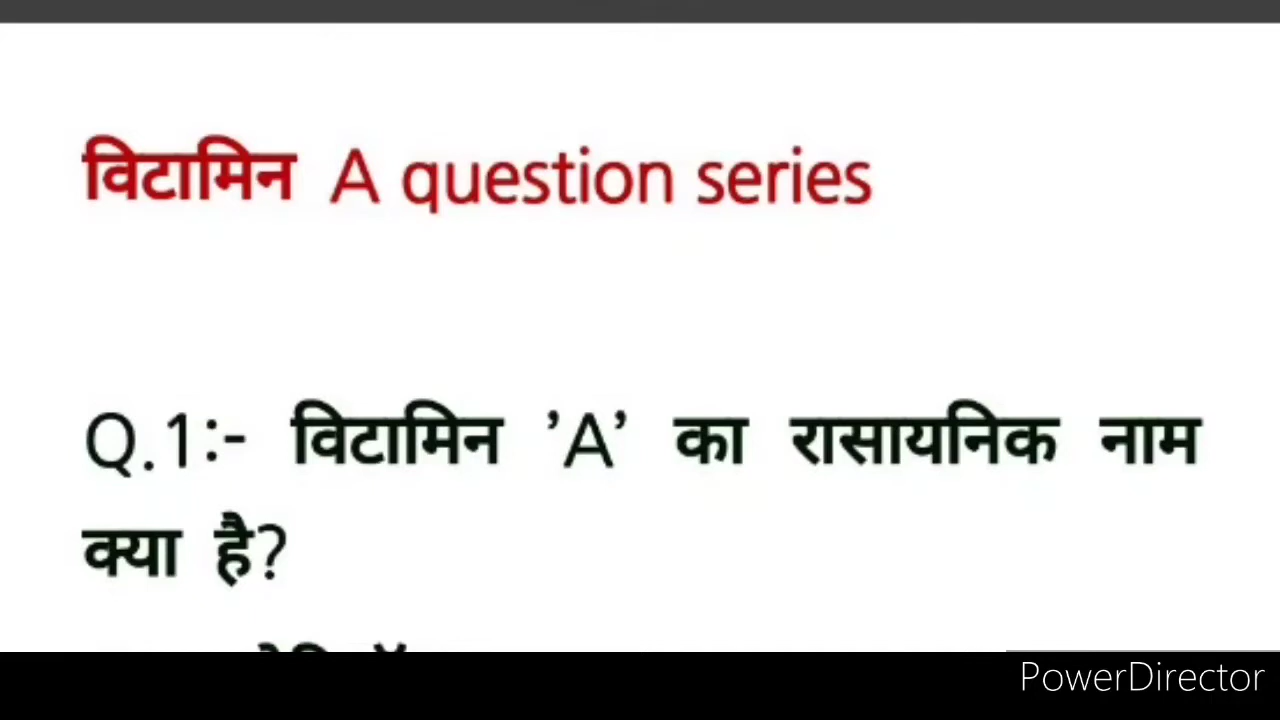 विटामिन A question series
Q.1:- विटामिन ’A’ का रासायनिक नाम
क्या है?
PowerDirector